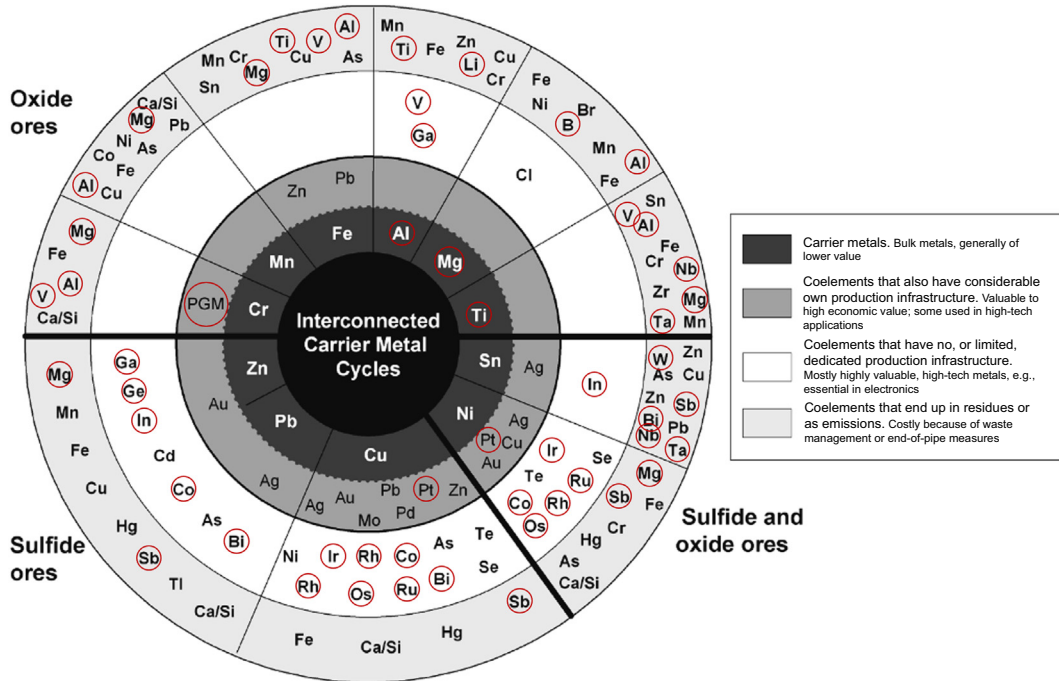 Oxide
ores
Mn
Cr
Ti
V
Al
Sn
Mg
Cu
As
Mn
Ti
Fe
Zn
Li
Cu
Cr
Fe
Ni
B
Br
Mn
Al
Fe
Ca/Si
Mg
Pb
Ni
As
Co
Fe
Al
Cu
V
Ga
Cl
Mg
Fe
Al
V
Ca/Si
Sn
V
Al
Fe
Cr
Nb
Zr
Mg
Ta
Mn
Zn
Pb
PGM
Fe
Al
Mg
Mn
Cr
Ti
Interconnected
Carrier Metal
Cycles
Zn
Sn
Pb
Ni
Cu
Ag
Au
Ag
Pt
Cu
Au
Ag
Ag
Au
Pb
Pt
Zn
Mo
Pd
In
W
Zn
As
Cu
Zn
Sb
Bi
Pb
Nb
Ta
Ga
Ge
In
Cd
Co
As
Bi
Ir
Se
Te
Ru
Co
Rh
Os
Mg
Sb
Fe
Cr
Hg
As
Ca/Si
Mg
Mn
Fe
Cu
Hg
Sb
Tl
Ca/Si
Ni
Ir
Rh
Co
As
Te
Rh
Os
Ru
Bi
Se
Sb
Fe
Ca/Si
Hg
Sulfide
ores
Sulfide and
oxide ores
Carrier metals. Bulk metals, generally of
lower value
Coelements that also have considerable
own production infrastructure. Valuable
to high economic value; some used in high-tech
applications
Coelements that have no, or limited,
dedicated production infrastructure.
Mostly highly valuable, high-tech metals, e.g.,
essential in electronics
Coelements that end up in residues or
as emissions. Costly because of waste
management or end-of-pipe measures